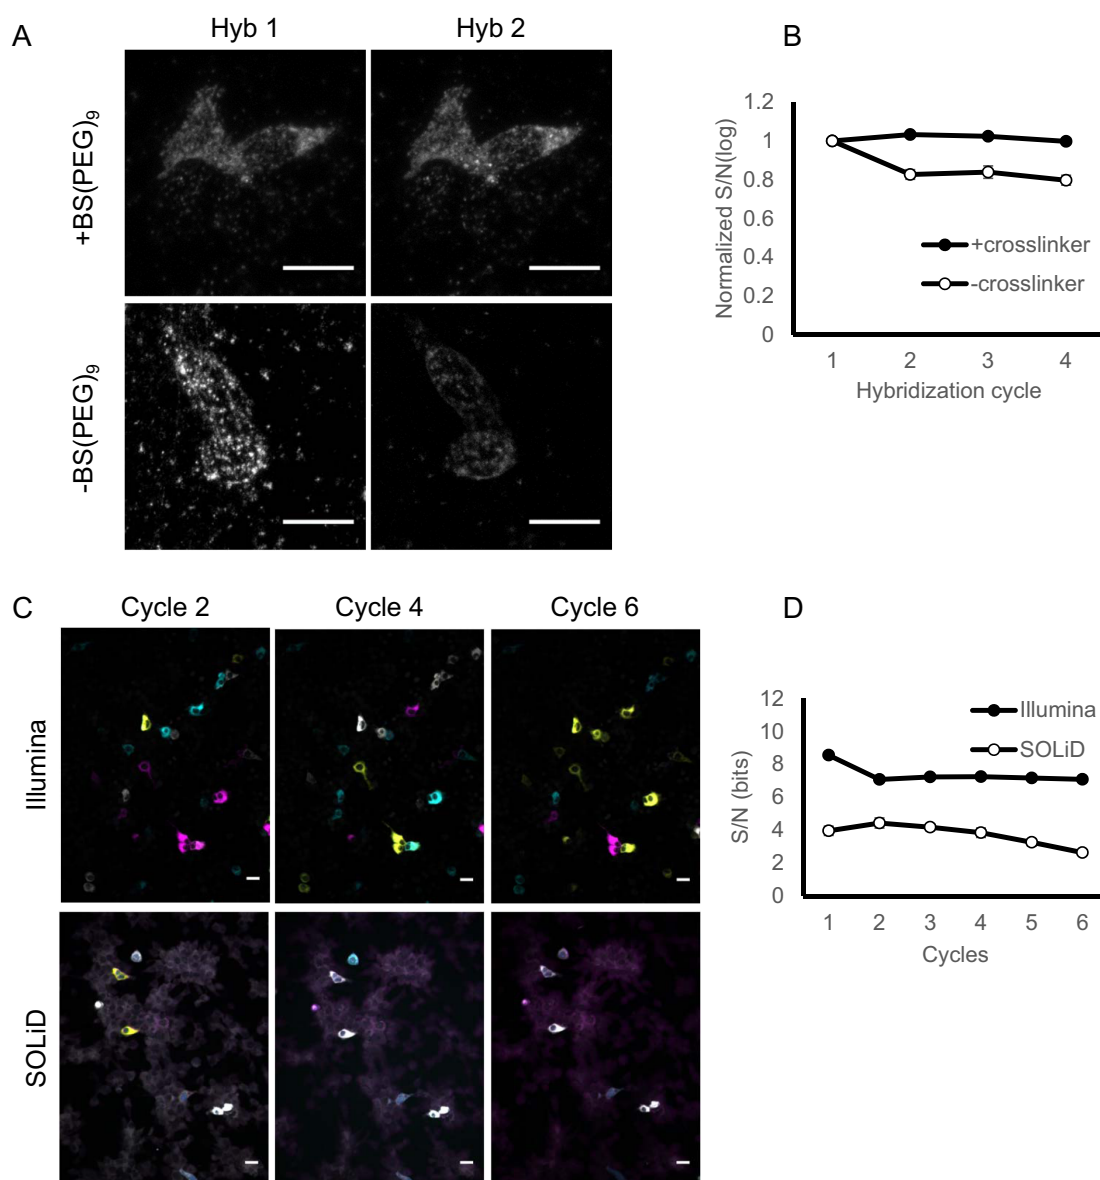 A
Hyb 1
Hyb 2
+BS(PEG)9
-BS(PEG)9
B
Normalized S/N(log)
1.2
1
0.8
0.6
0.4
0.2
0
+crosslinker
-crosslinker
1 2 3 4
Hybridization cycle
C
Cycle 2
Cycle 4
Cycle 6
Illumina
SOLiD
D
S/N (bits)
12
10
8
6
4
2
0
Illumina
SOLiD
1 2 3 4 5 6
Cycles